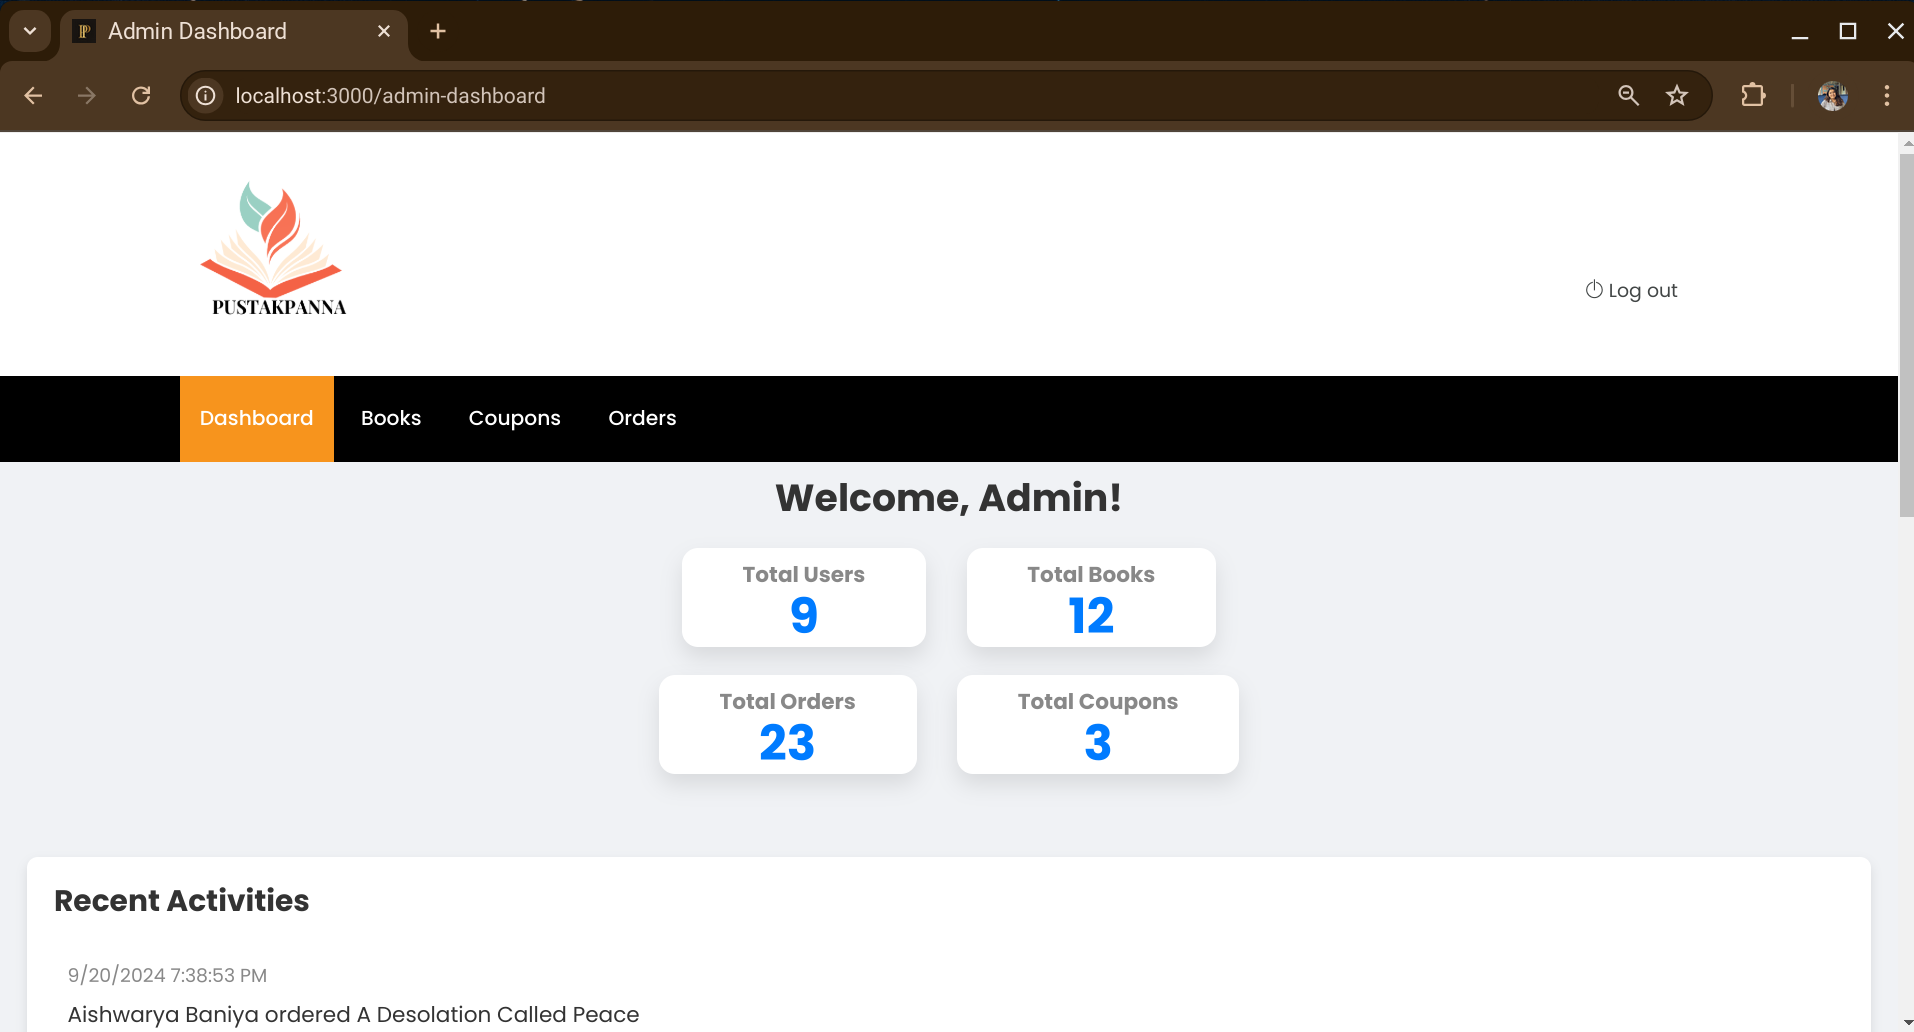 Admin Dashboard
localhost:3000/admin-dashboard
PUSTAKPANNA
Log out
Dashboard Books Coupons Orders
Welcome, Admin!
Total Users Total Books
9 12
Total Orders Total Coupons
23 3
Recent Activities
9/20/2024 7:38:53 PM
Aishwarya Baniya ordered A Desolation Called Peace